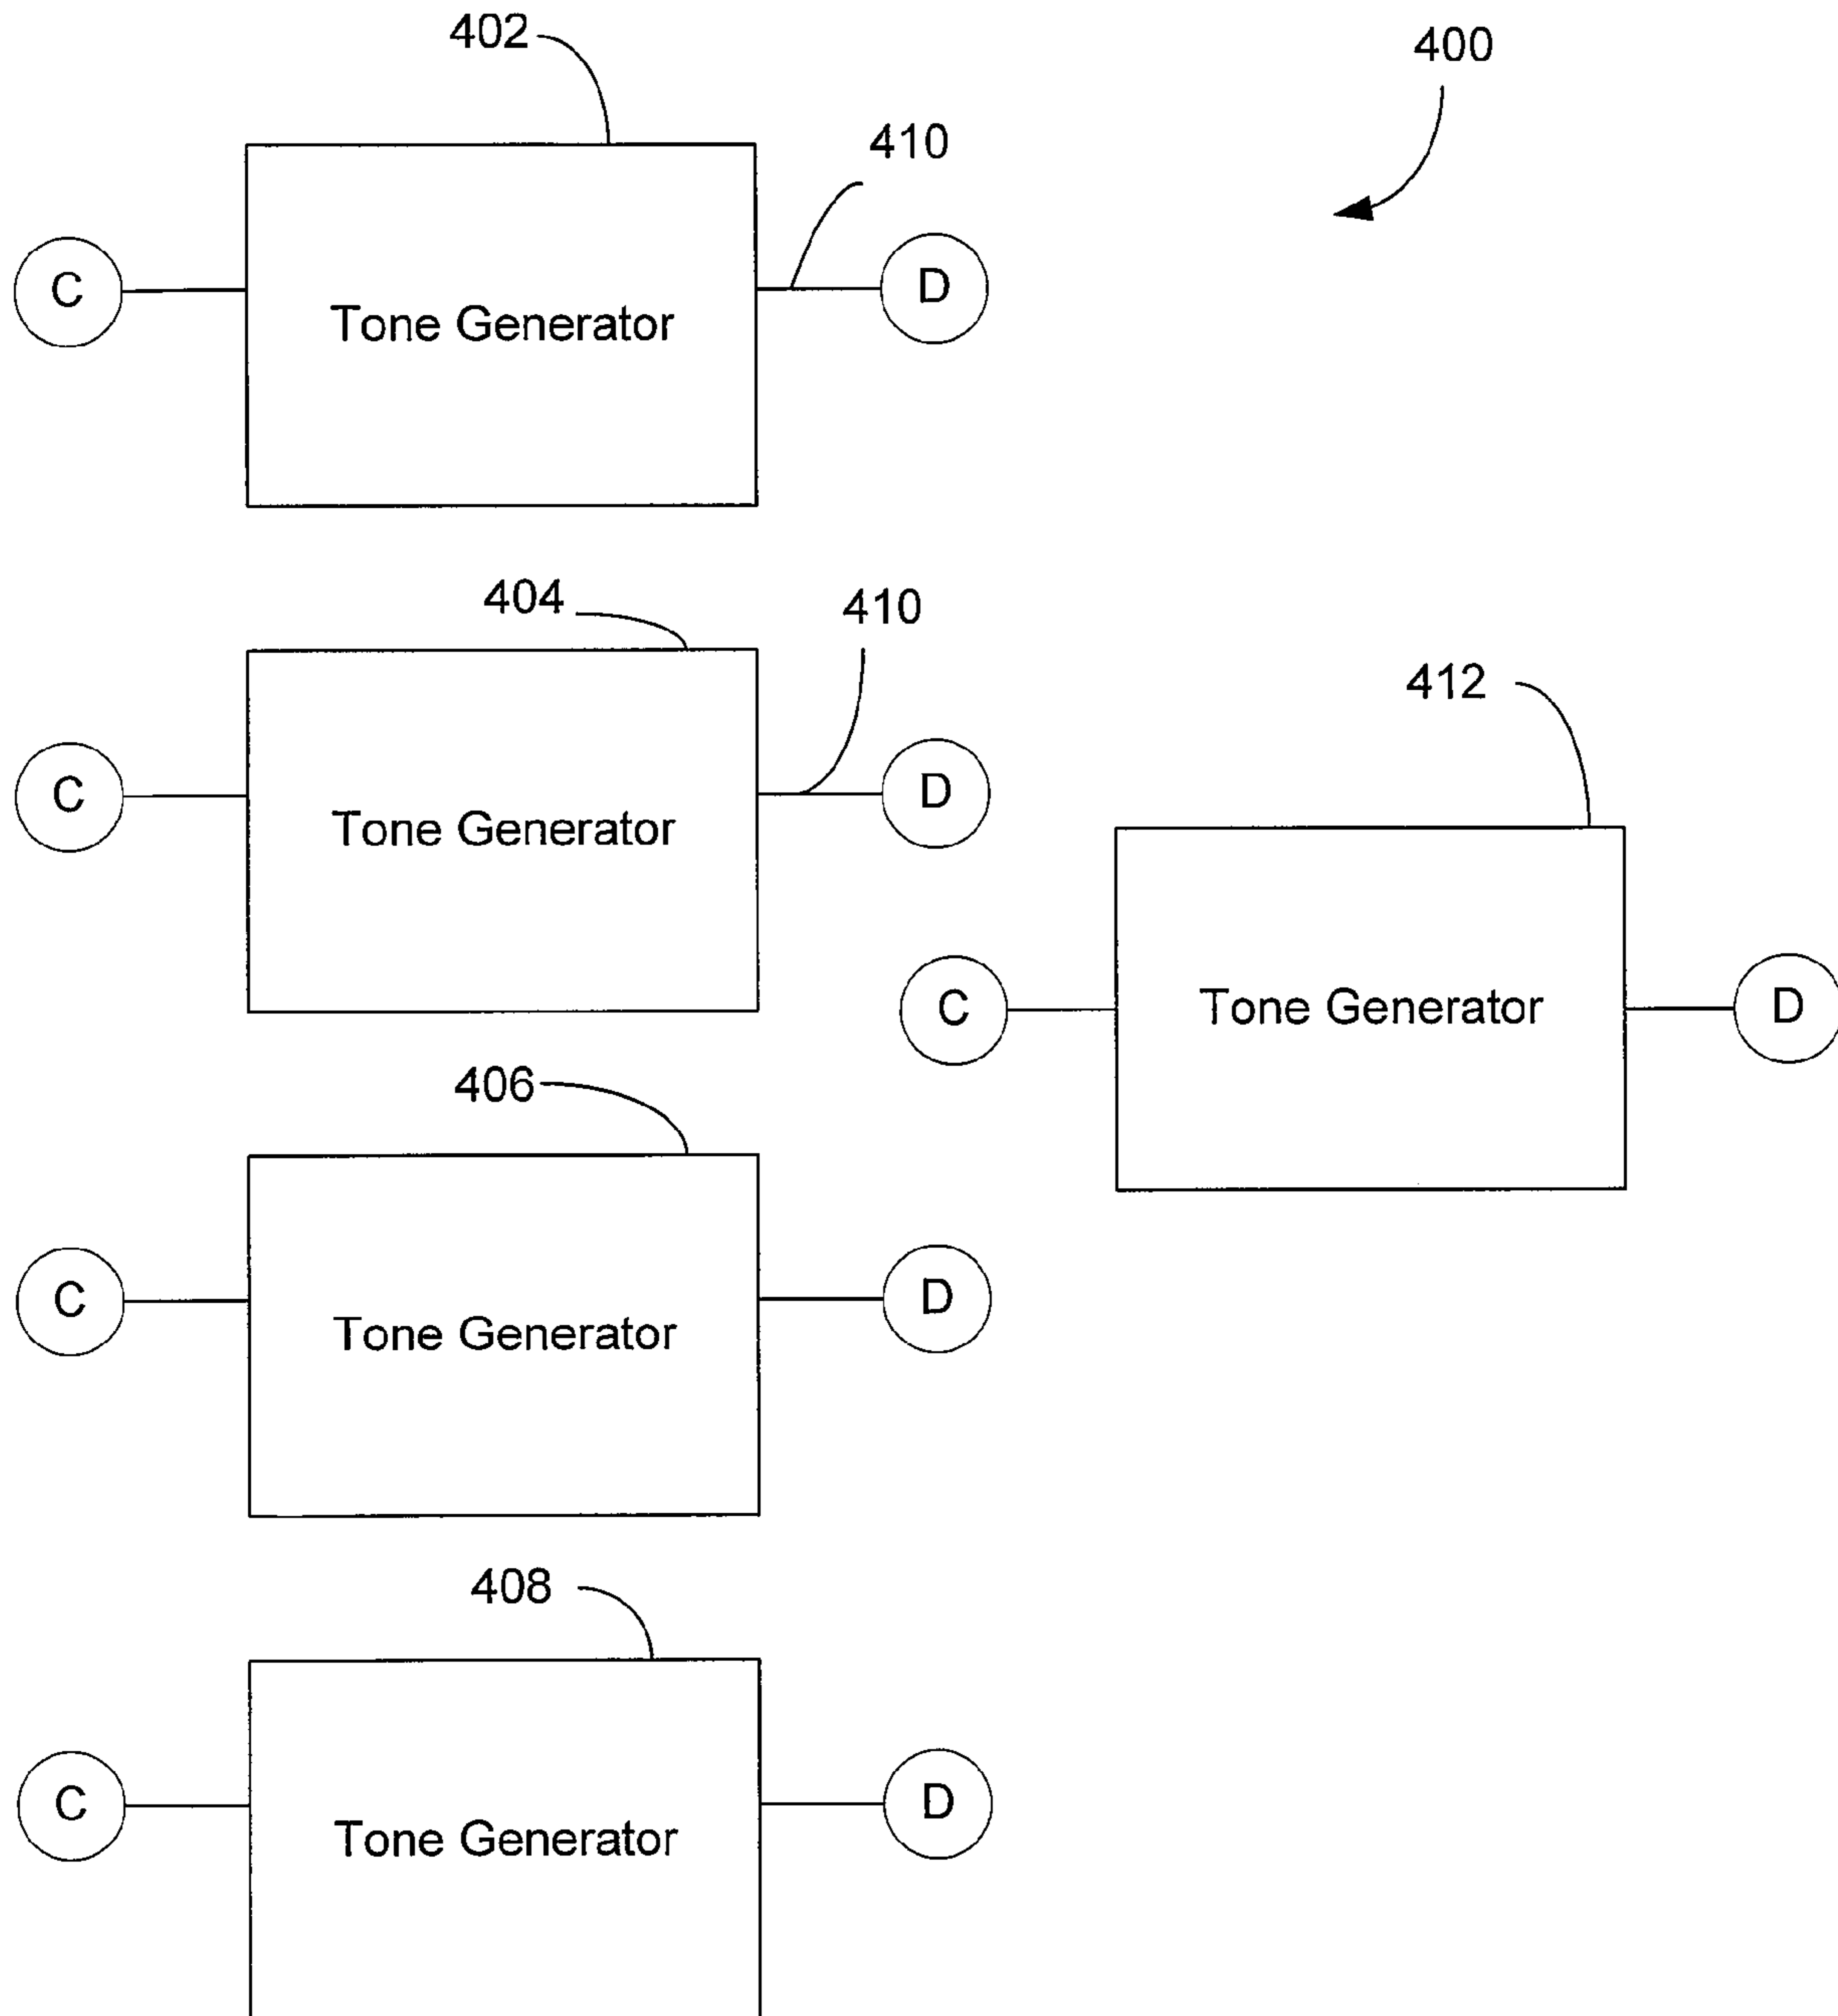 402
400
410
C
Tone Generator
D
404
410
C
Tone Generator
D
412
C
Tone Generator
D
406
C
Tone Generator
D
408
C
Tone Generator
D